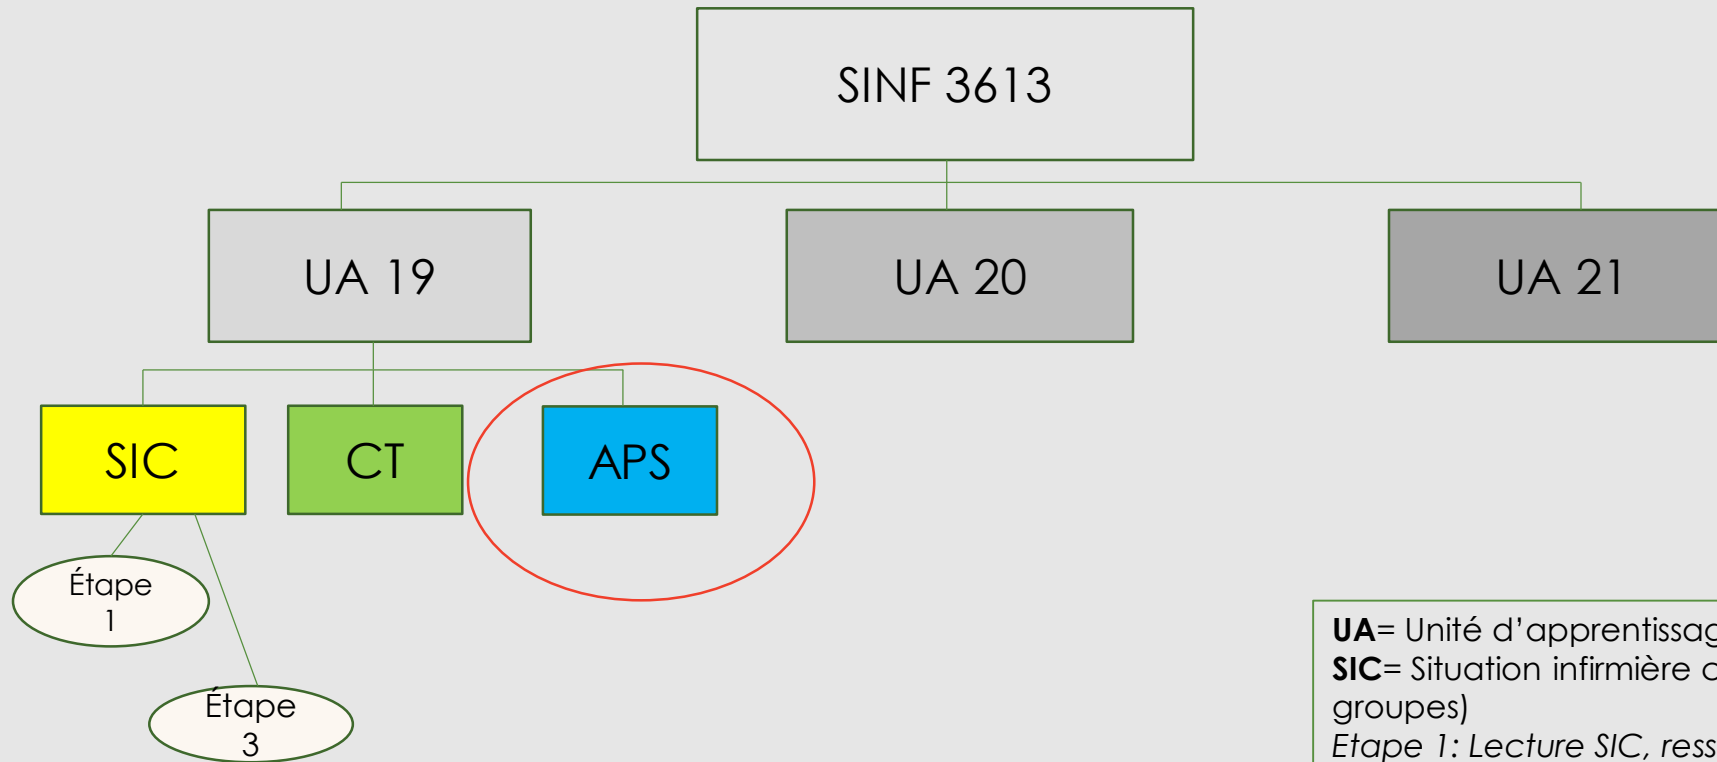 SINF 3613
UA 19
UA 20
UA 21
SIC
CT
APS
Étape
1
Étape
3
UA= Unité d’apprentissag
SIC= Situation infirmière
groupes)
Etape 1: Lecture SIC, ress